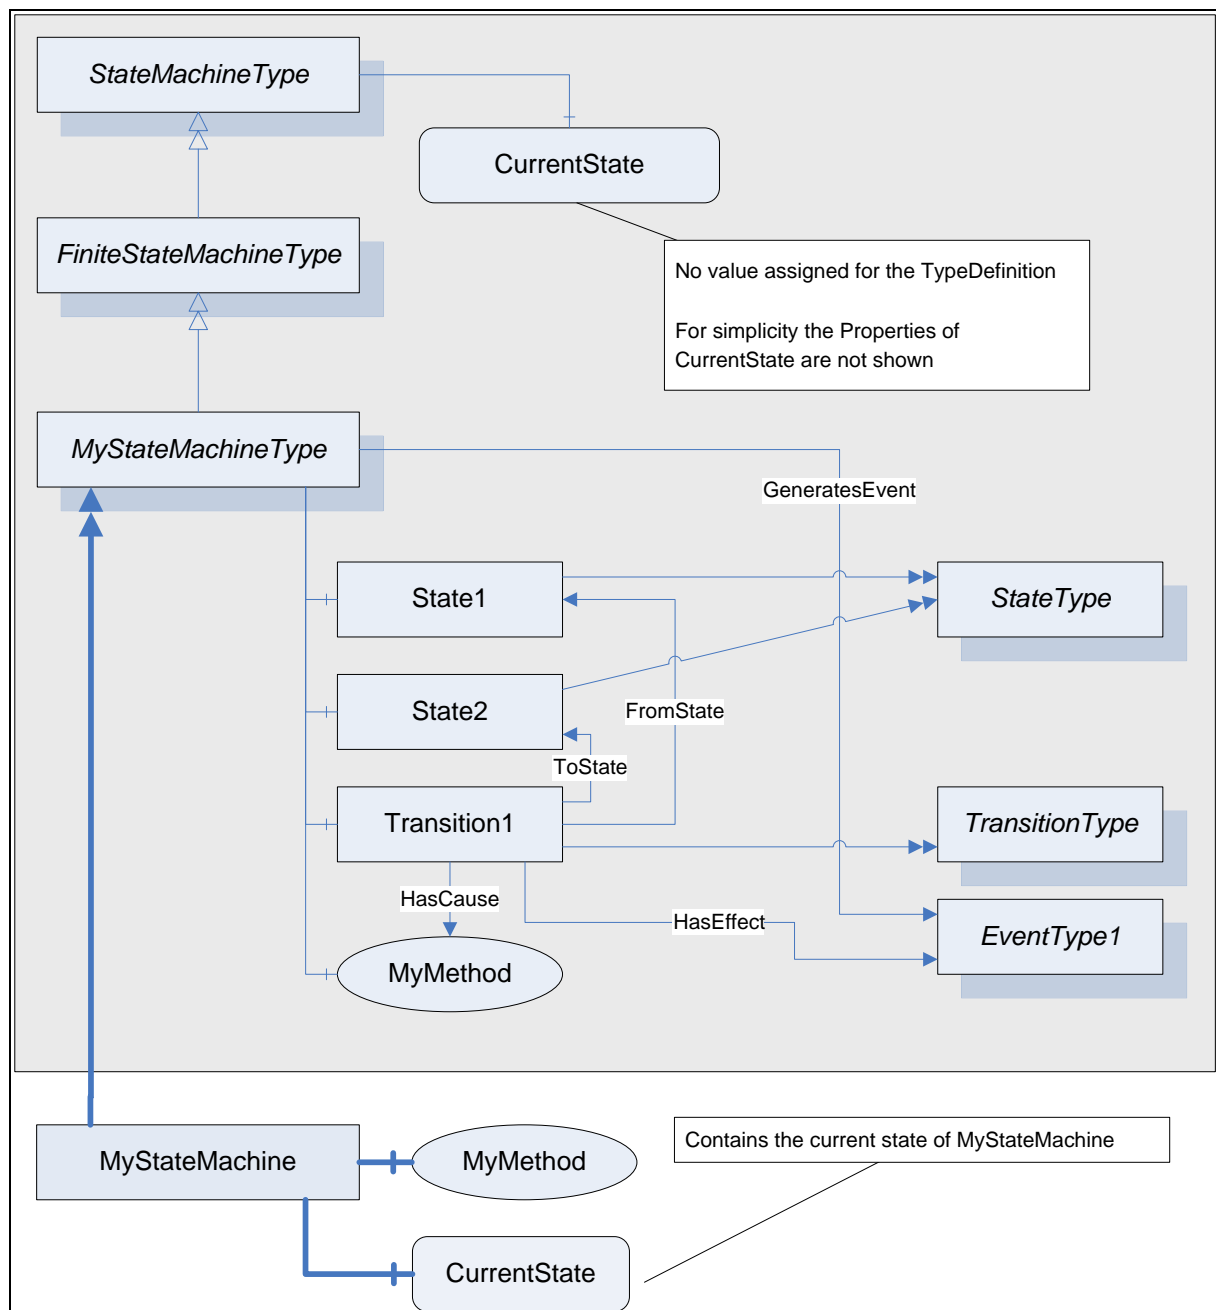 StateMachineType
CurrentState
FiniteStateMachineType
No value assigned for the TypeDefinition
For simplicity the Properties of
CurrentState are not shown
MyStateMachineType
GeneratesEvent
State1
StateType
State2
FromState
ToState
Transition1
TransitionType
HasCause
HasEffect
EventType1
MyMethod
Contains the current state of MyStateMachine
MyStateMachine
MyMethod
CurrentState